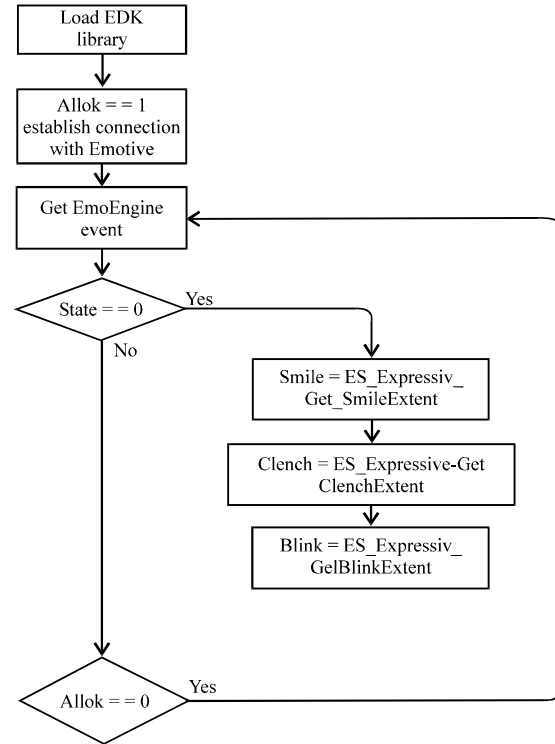 Load EDK
library
Allok = = 1
establish connection
with Emotive
Get EmoEngine
event
State = = 0
Yes
No
Smile = ES_Expressiv_
Get_SmileExtent
Clench = ES_Expressive-Get
ClenchExtent
Blink = ES_Expressiv_
GelBlinkExtent
Allok = = 0
Yes